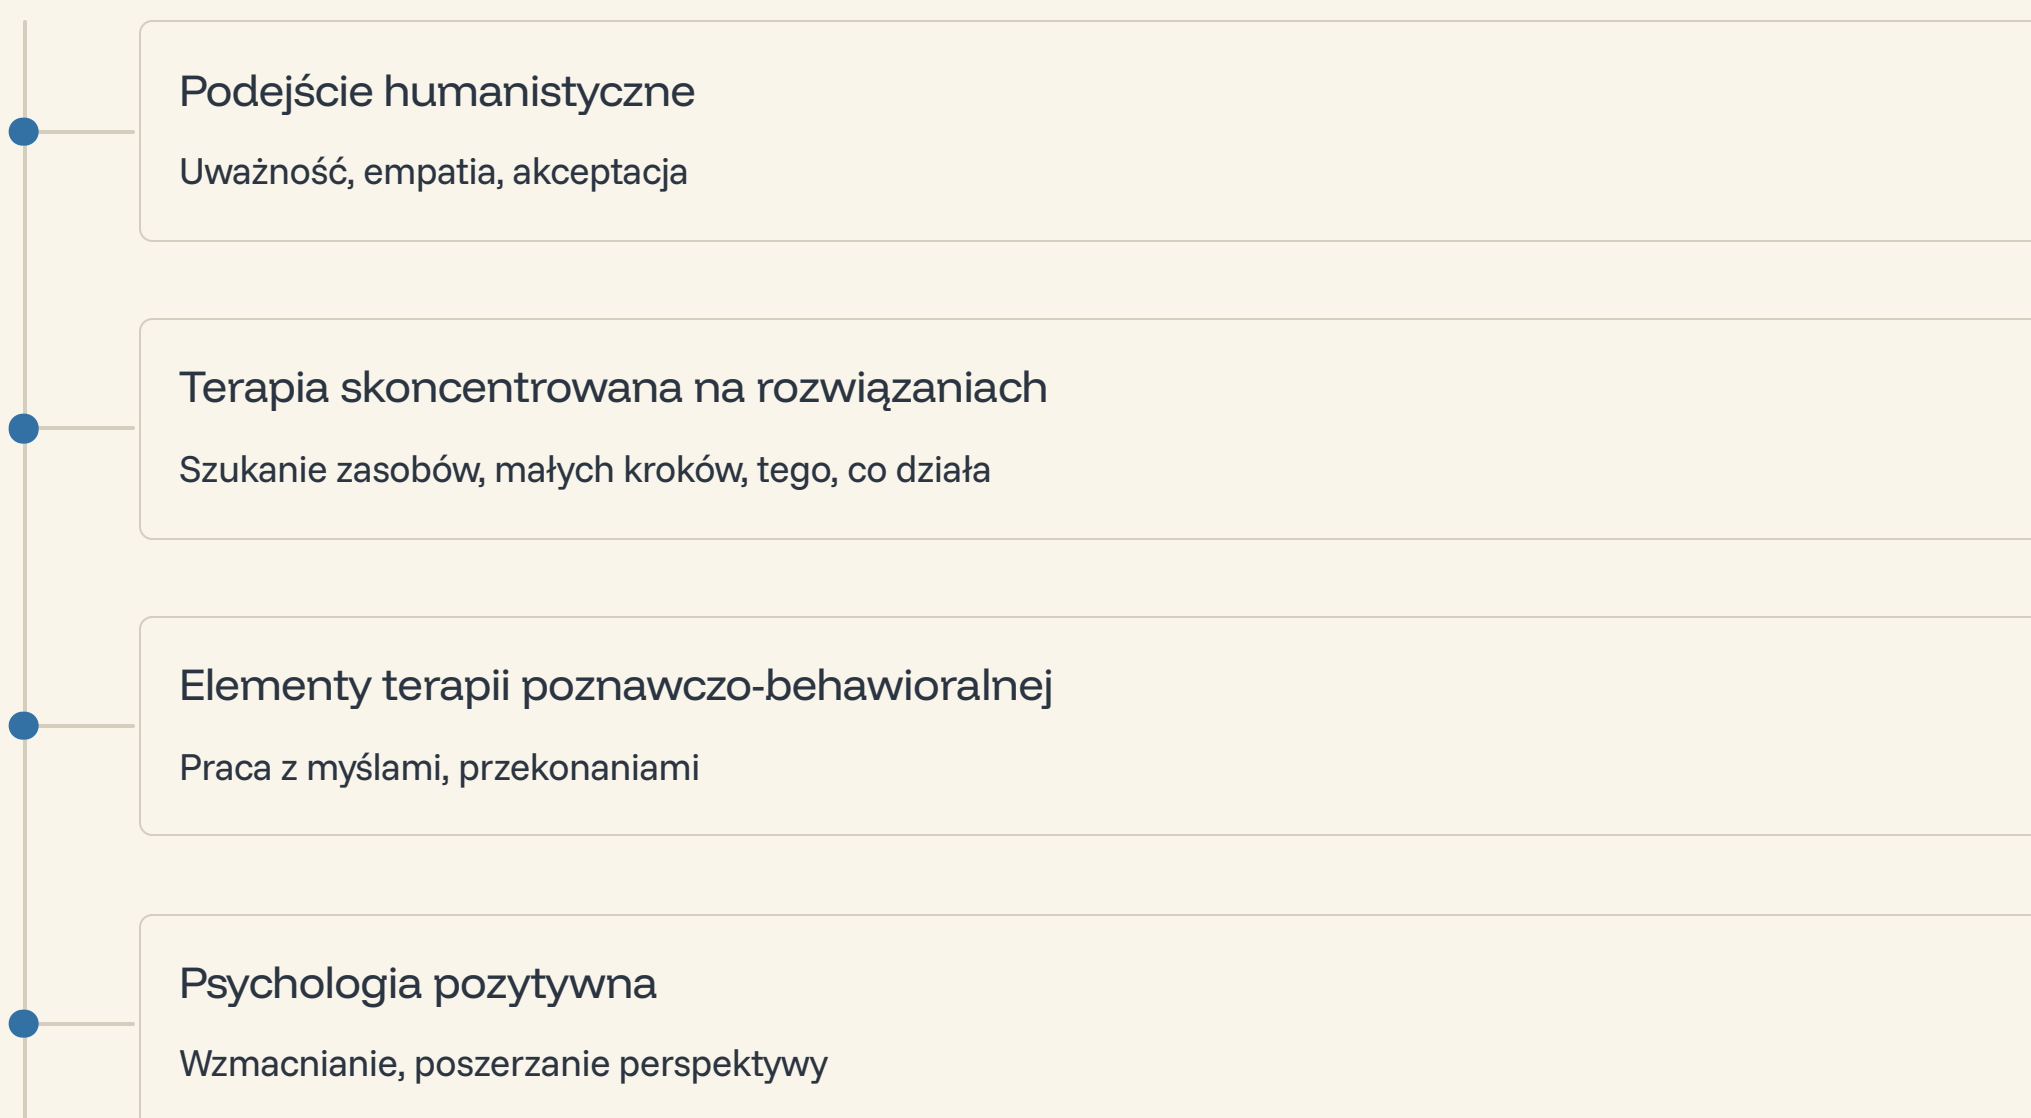 Podejście humanistyczne
Uważność, empatia, akceptacja
Terapia skoncentrowana na rozwiązaniach
Szukanie zasobów, małych kroków, tego, co działa
Elementy terapii poznawczo-behawioralnej
Praca z myślami, przekonaniami
Psychologia pozytywna
Wzmacnianie, poszerzanie perspektywy